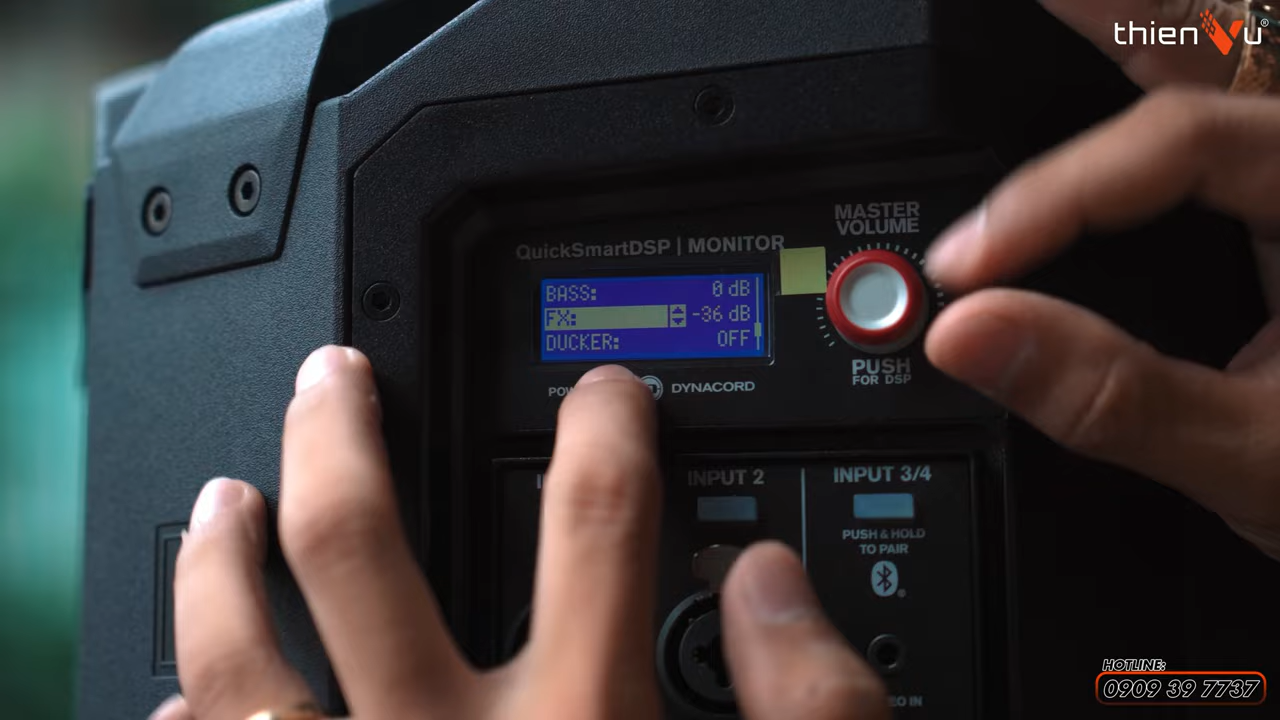 thienVu®
MASTER
VOLUME
QuickSmartDSP | MONITOR
BASS: 0 dB
FX: -36 dB
DUCKER: OFF
PUSH
FOR DSP
DYNACORD
INPUT 2
INPUT 3/4
PUSH & HOLD
TO PAIR
HOTLINE:
0909 39 7737